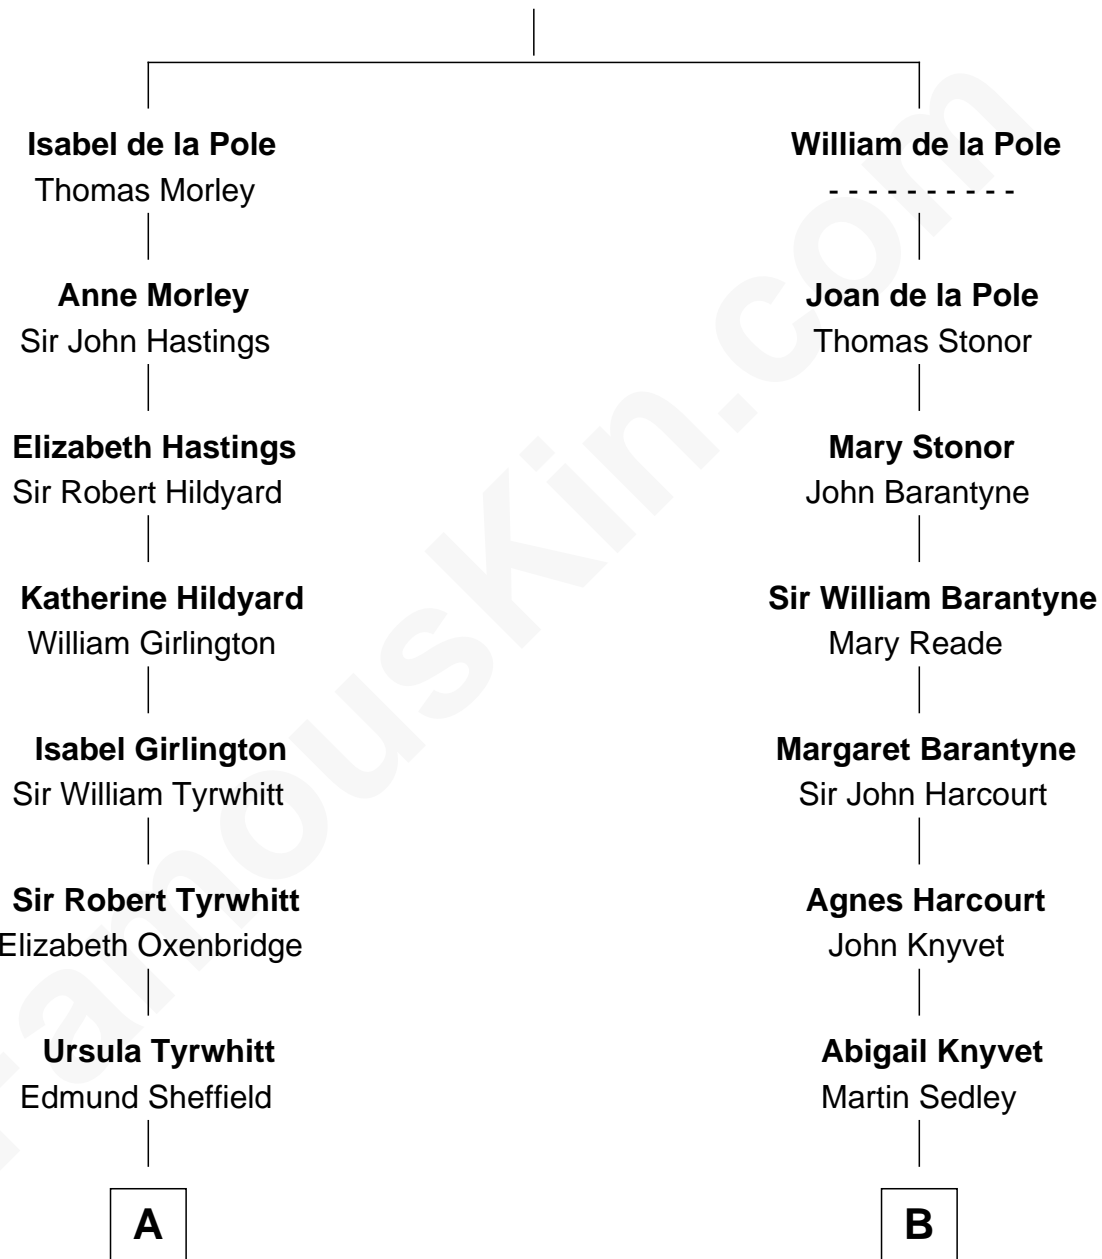 Isabel de la Pole
Thomas Morley
William de la Pole
- - - - - - - - - -
Anne Morley
Sir John Hastings
Joan de la Pole
Thomas Stonor
Elizabeth Hastings
Sir Robert Hildyard
Mary Stonor
John Barantyne
Katherine Hildyard
William Girlington
Sir William Barantyne
Mary Reade
Isabel Girlington
Sir William Tyrwhitt
Margaret Barantyne
Sir John Harcourt
Sir Robert Tyrwhitt
Elizabeth Oxenbridge
Agnes Harcourt
John Knyvet
Ursula Tyrwhitt
Edmund Sheffield
Abigail Knyvet
Martin Sedley
A
B
FamousKin.com